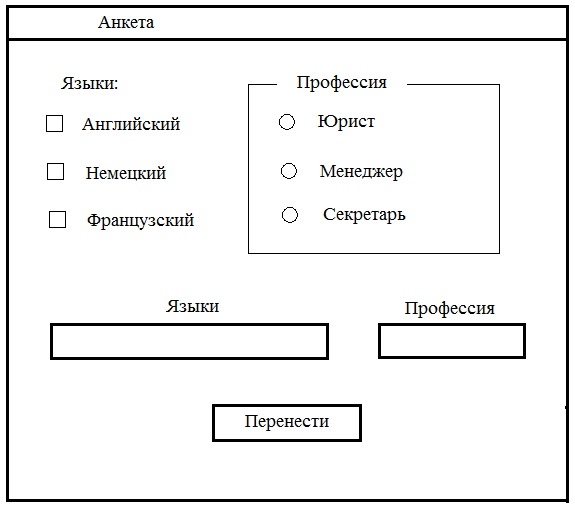 Анкета
Языки:
Английский
Немецкий
Французский
Профессия
Юрист
Менеджер
Секретарь
Языки
Профессия
Перенести